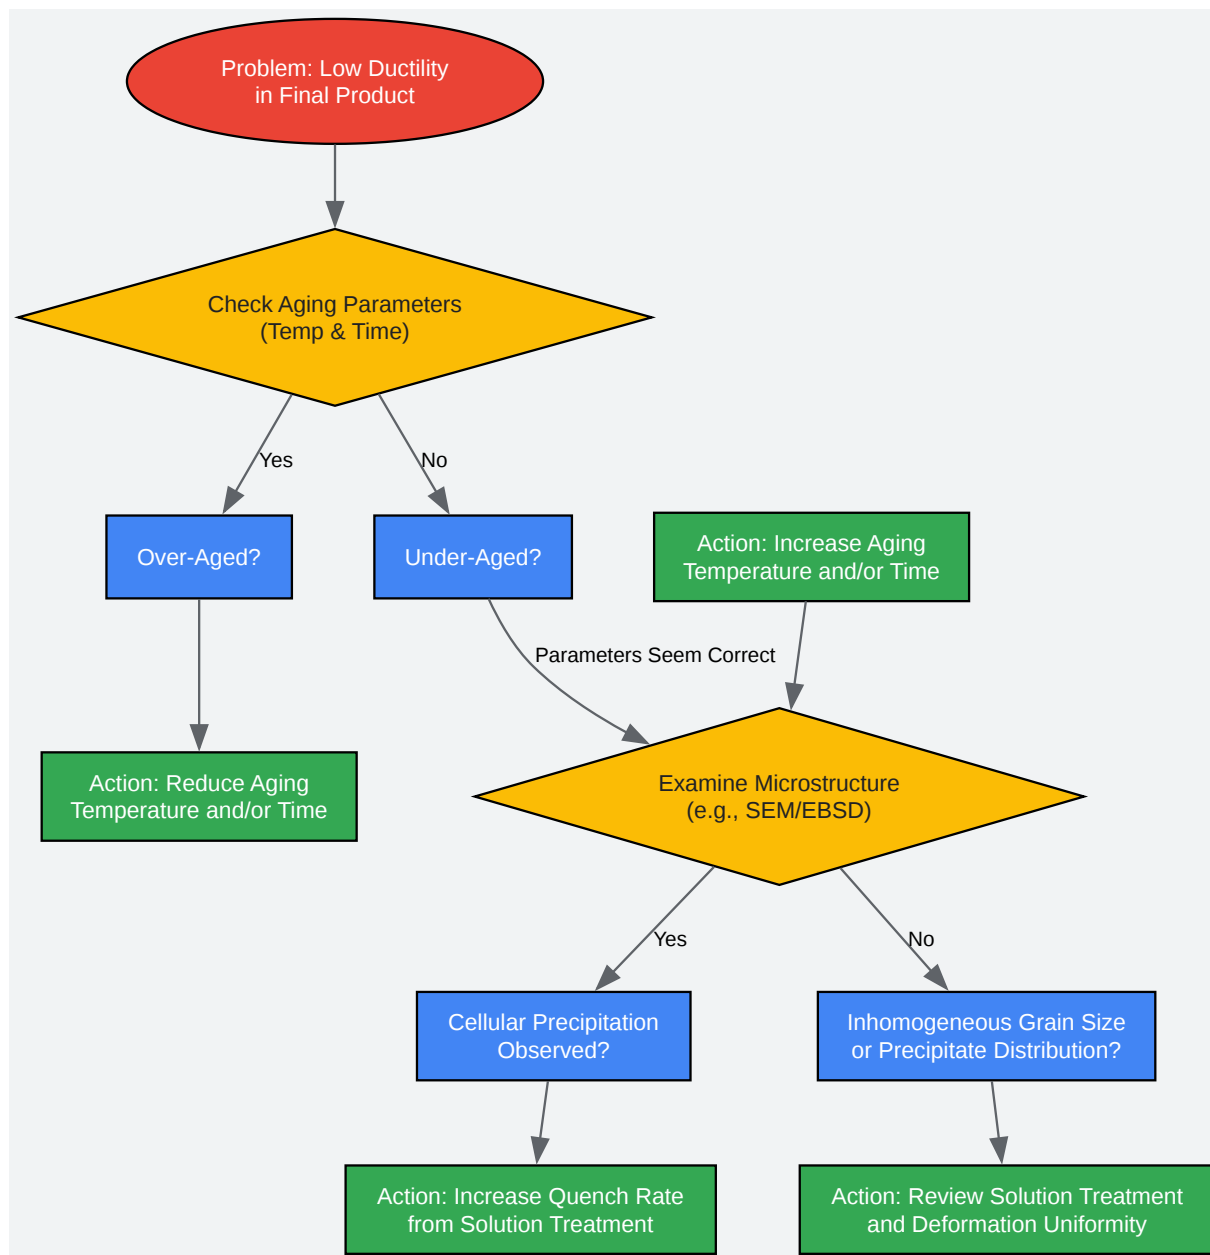 Problem: Low Ductility
in Final Product
Check Aging Parameters
(Temp & Time)
Yes
No
Over-Aged?
Under-Aged?
Action: Increase Aging
Temperature and/or Time
Parameters Seem Correct
Action: Reduce Aging
Temperature and/or Time
Examine Microstructure
(e.g., SEM/EBSD)
Yes
No
Cellular Precipitation
Observed?
Inhomogeneous Grain Size
or Precipitate Distribution?
Action: Increase Quench Rate
from Solution Treatment
Action: Review Solution Treatment
and Deformation Uniformity